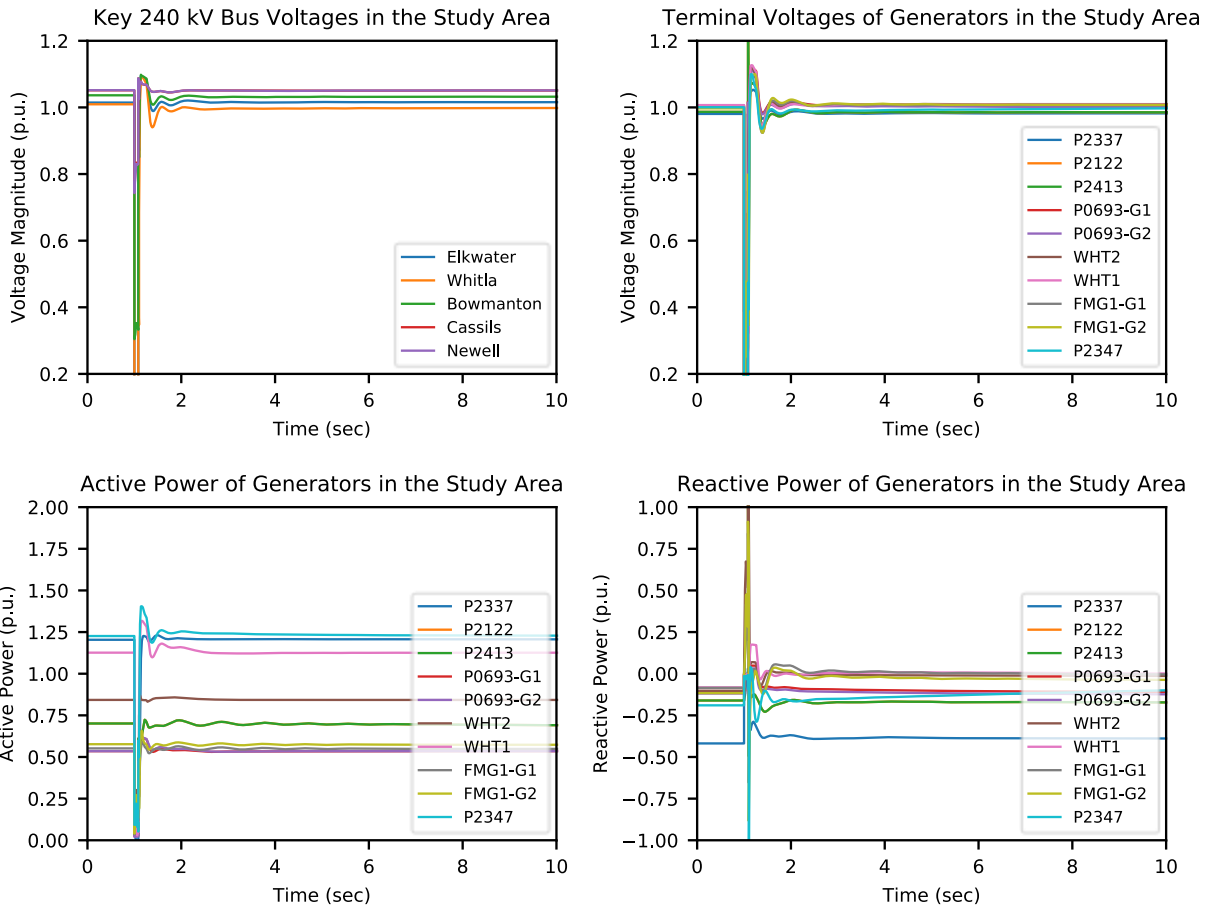 Key 240 kV Bus Voltages in the Study Area
1.2
1.0
0.8
0.6
0.4
0.2
Voltage Magnitude (p.u.)
Elkwater
Whitla
Bowmanton
Cassils
Newell
0 2 4 6 8 10
Time (sec)
Terminal Voltages of Generators in the Study Area
1.2
1.0
0.8
0.6
0.4
0.2
Voltage Magnitude (p.u.)
P2337
P2122
P2413
P0693-G1
P0693-G2
WHT2
WHT1
FMG1-G1
FMG1-G2
P2347
0 2 4 6 8 10
Time (sec)
Active Power of Generators in the Study Area
2.00
1.75
1.50
1.25
1.00
0.75
0.50
0.25
0.00
Active Power (p.u.)
P2337
P2122
P2413
P0693-G1
P0693-G2
WHT2
WHT1
FMG1-G1
FMG1-G2
P2347
0 2 4 6 8 10
Time (sec)
Reactive Power of Generators in the Study Area
1.00
0.75
0.50
0.25
0.00
−0.25
−0.50
−0.75
−1.00
Reactive Power (p.u.)
P2337
P2122
P2413
P0693-G1
P0693-G2
WHT2
WHT1
FMG1-G1
FMG1-G2
P2347
0 2 4 6 8 10
Time (sec)